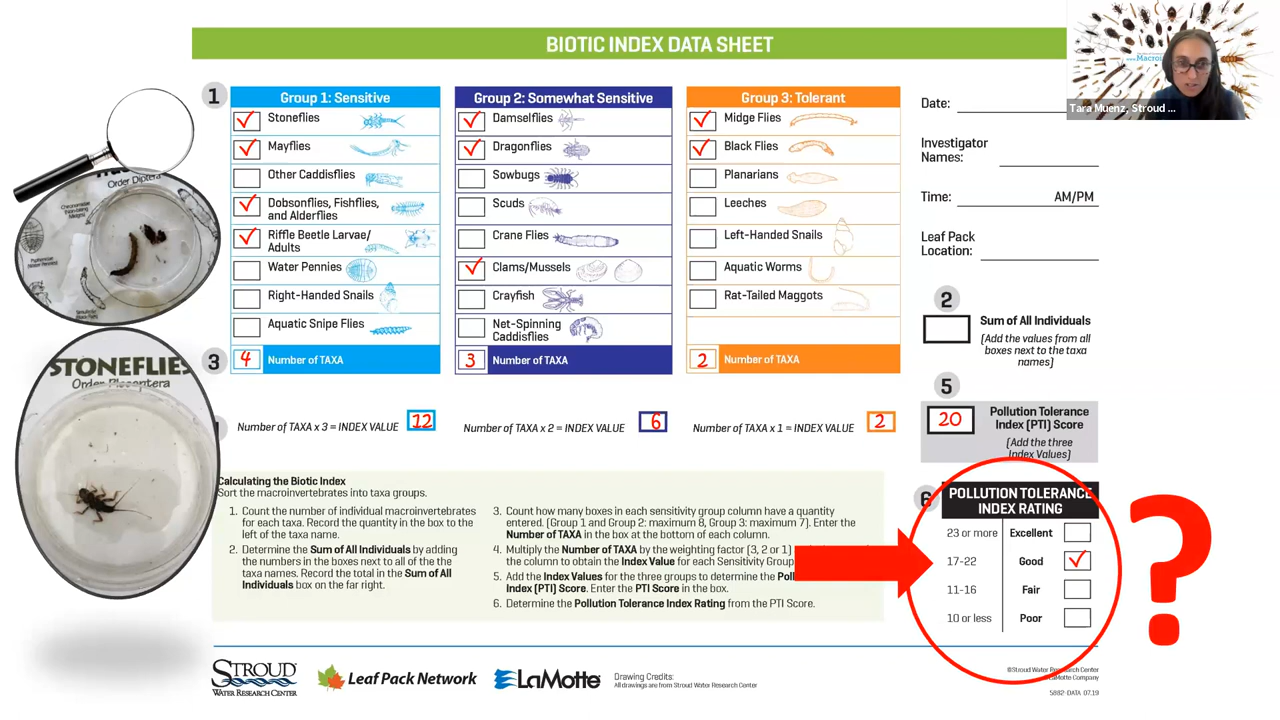 BIOTIC INDEX DATA SHEET
Tara Muenz, Stroud ...
1
Group 1: Sensitive
Stoneflies
Mayflies
Other Caddisflies
Dobsonflies, Fishflies,
and Alderflies
Riffle Beetle Larvae/
Adults
Water Pennies
Right-Handed Snails
Aquatic Snipe Flies
3
4
Number of TAXA
Group 2: Somewhat Sensitive
Damselflies
Dragonflies
Sowbugs
Scuds
Crane Flies
Clams/Mussels
Crayfish
Net-Spinning
Caddisflies
3
Number of TAXA
Group 3: Tolerant
Midge Flies
Black Flies
Planarians
Leeches
Left-Handed Snails
Aquatic Worms
Rat-Tailed Maggots
2
Number of TAXA
Number of TAXA x 3 = INDEX VALUE 12
Number of TAXA x 2 = INDEX VALUE 6
Number of TAXA x 1 = INDEX VALUE 2
Date:
Investigator
Names:
Time: AM/PM
Leaf Pack
Location:
2
Sum of All Individuals
(Add the values from all
boxes next to the taxa
names)
5
20
Pollution Tolerance
Index (PTI) Score
(Add the three
Index Values)
6
POLLUTION TOLERANCE
INDEX RATING
23 or more Excellent
17-22 Good
11-16 Fair
10 or less Poor
?
Order Diptera
STONEFLIES
Order Plecoptera
Calculating the Biotic Index
Sort the macroinvertebrates into taxa groups.
1. Count the number of individual macroinvertebrates
for each taxa. Record the quantity in the box to the
left of the taxa name.
2. Determine the Sum of All Individuals by adding
the numbers in the boxes next to all of the
taxa names. Record the total in the Sum of All
Individuals box on the far right.
3. Count how many boxes in each sensitivity group column have a quantity
entered. (Group 1 and Group 2: maximum 8, Group 3: maximum 7). Enter the
Number of TAXA in the box at the bottom of each column.
4. Multiply the Number of TAXA by the weighting factor (3, 2 or 1)
the column to obtain the Index Value for each Sensitivity Group
5. Add the Index Values for the three groups to determine the
Index (PTI) Score. Enter the PTI Score in the box.
6. Determine the Pollution Tolerance Index Rating from the PTI Score.
STROUD
WATER RESEARCH CENTER
Leaf Pack Network
LaMotte
Drawing Credits:
All drawings are from Stroud Water Research Center
©Stroud Water Research Center
LaMotte Company
5882-DATA 07.19